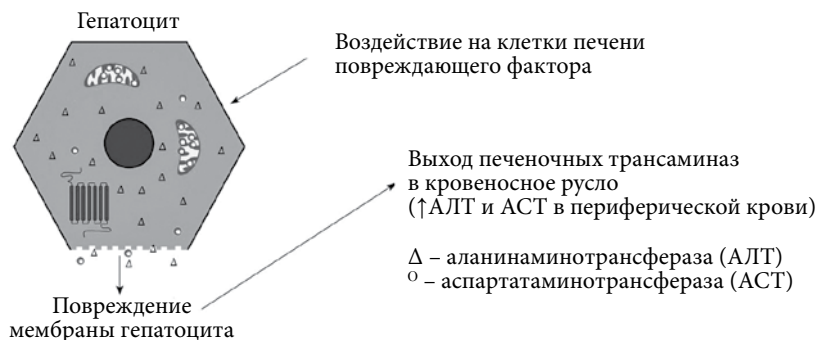 Гепатоцит
Воздействие на клетки печени
повреждающего фактора
Выход печеночных трансаминаз
в кровеносное русло
(↑АЛТ и АСТ в периферической крови)
Δ – аланинаминотрансфераза (АЛТ)
О – аспартатаминотрансфераза (АСТ)
Повреждение
мембраны гепатоцита